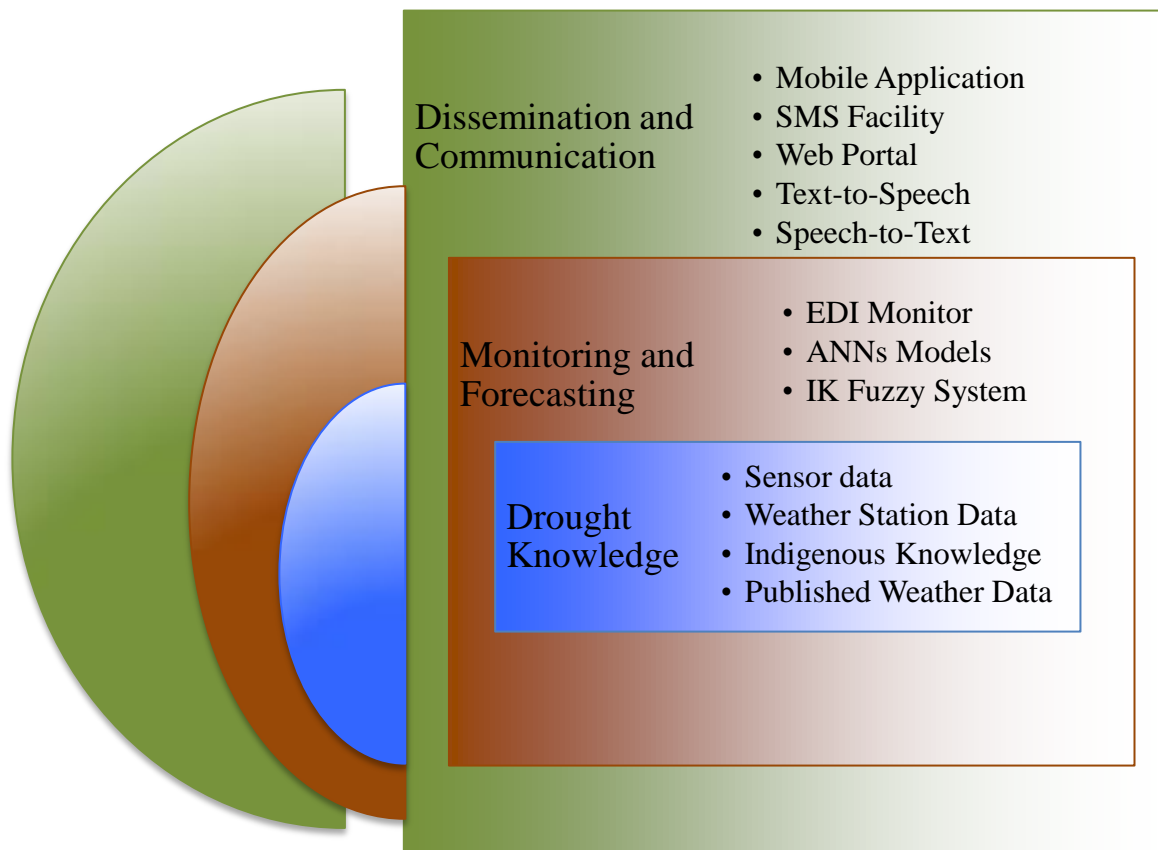 Dissemination and
Communication
• Mobile Application
• SMS Facility
• Web Portal
• Text-to-Speech
• Speech-to-Text
Monitoring and
Forecasting
• EDI Monitor
• ANNs Models
• IK Fuzzy System
Drought
Knowledge
• Sensor data
• Weather Station Data
• Indigenous Knowledge
• Published Weather Data